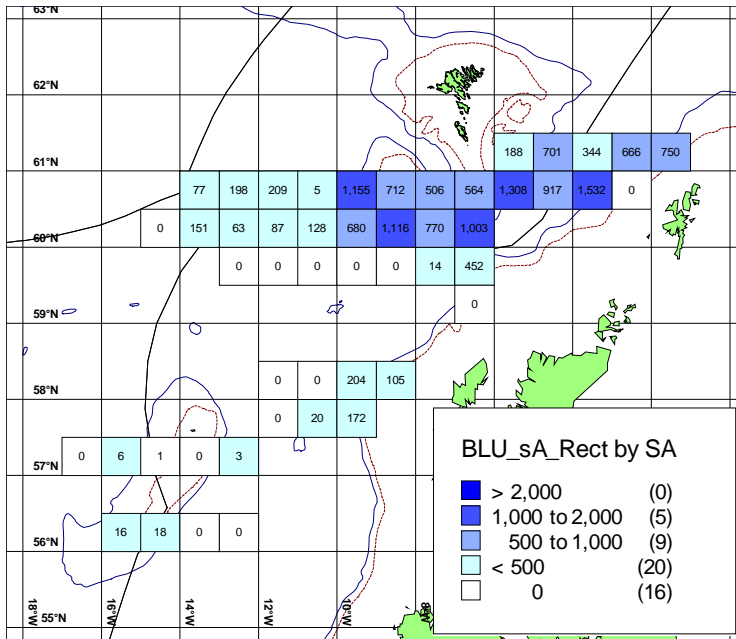 63°N
62°N
188 701 344 666 750
61°N
77 198 209 5 1,155 712 506 564 1,308 917 1,532 0
0 151 63 87 128 680 1,116 770 1,003
60°N
0 0 0 0 0 14 452
59°N
0
0 0 204 105
58°N
0 20 172
0 6 1 0 3
57°N
16 18 0 0
56°N
BLU_sA_Rect by SA
> 2,000 (0)
1,000 to 2,000 (5)
500 to 1,000 (9)
< 500 (20)
0 (16)
18°W 55°N 16°W 14°W 12°W 10°W